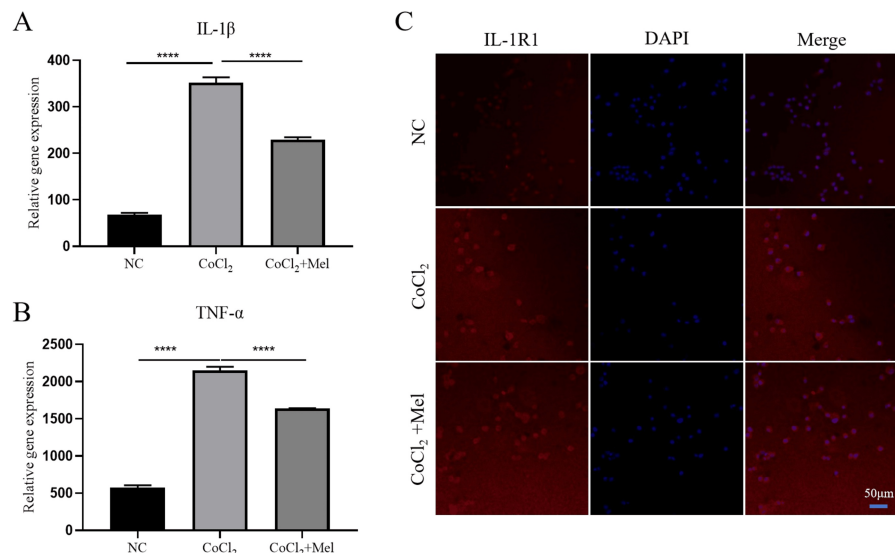 A
IL-1β
**** ****
Relative gene expression
400
300
200
100
0
NC CoCl₂ CoCl₂+Mel
B
TNF-α
**** ****
Relative gene expression
2500
2000
1500
1000
500
0
NC CoCl₂ CoCl₂+Mel
C
IL-1R1 DAPI Merge
NC
CoCl₂
CoCl₂ +Mel
50μm